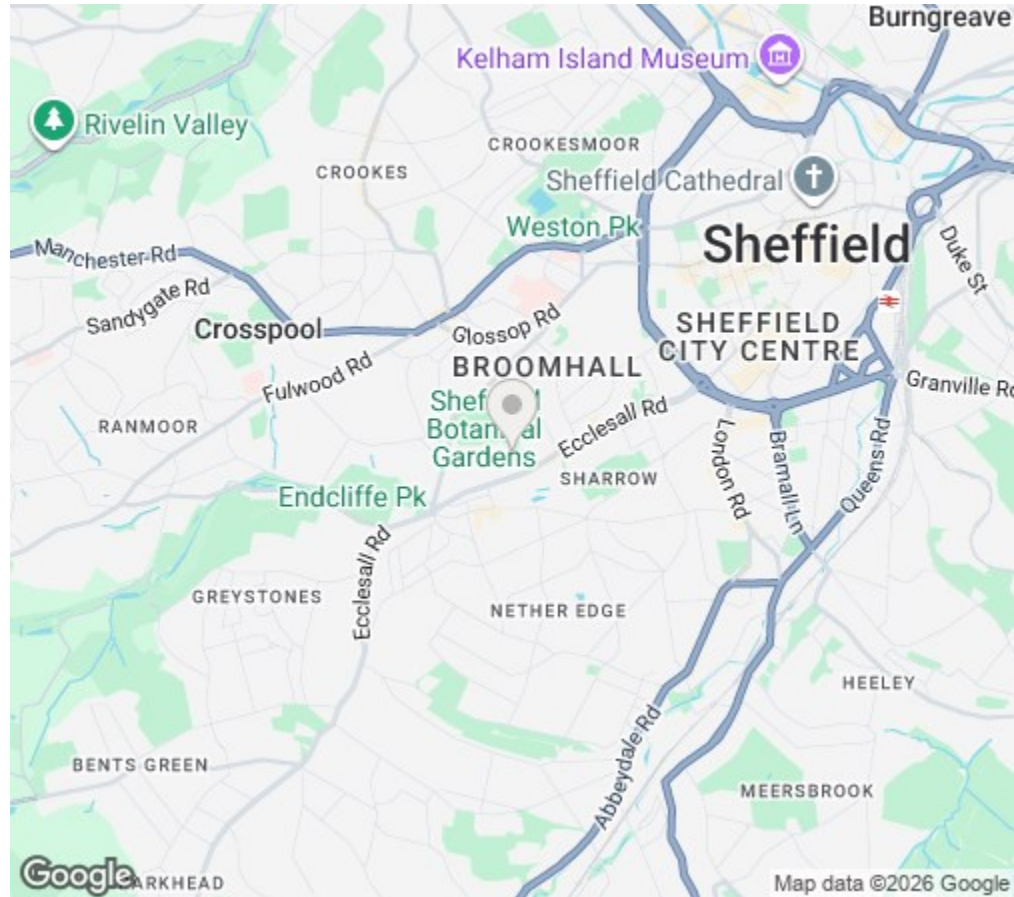 Burngreave
Kelham Island Museum
Rivelin Valley
CROOKESMOOR
CROOKES
Sheffield Cathedral
Weston Pk
Manchester Rd
Sheffield
Duke St
Sandygate Rd
Crosspool
Glossop Rd
SHEFFIELD
CITY CENTRE
BROOMHALL
Fulwood Rd
Granville Rd
Botanical
Gardens
RANMOOR
Ecclesall Rd
London Rd
Bramall Ln
Queens Rd
SHARROW
Endcliffe Pk
Ecclesall Rd
GREYSTONES
NETHER EDGE
HEELEY
Abbeydale Rd
BENTS GREEN
MEERSBROOK
Google
Map data ©2026 Google